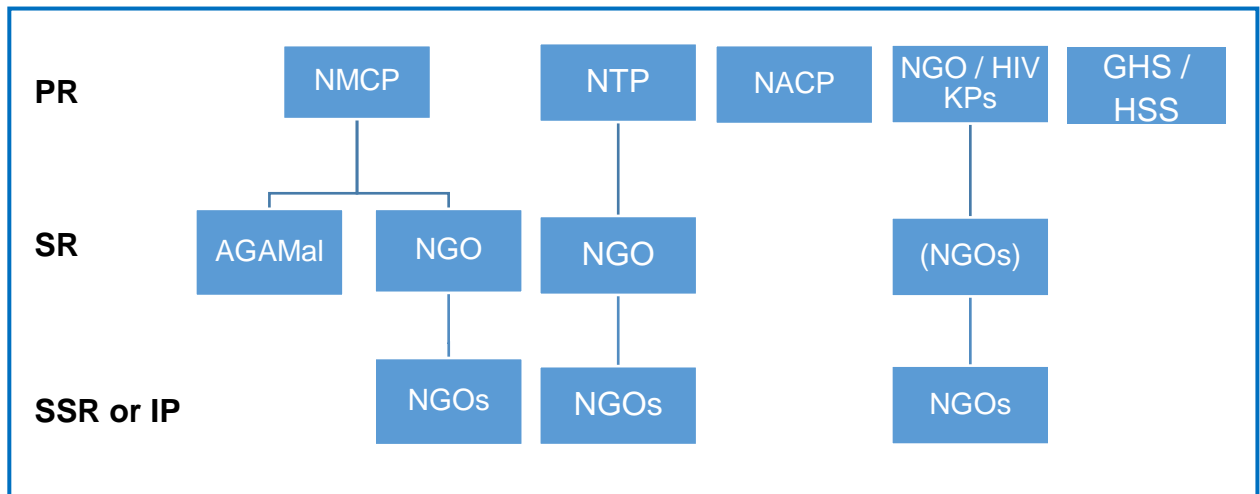 PR
NMCP
NTP
NACP
NGO / HIV
KPs
GHS /
HSS
SR
AGAMal
NGO
NGO
(NGOs)
SSR or IP
NGOs
NGOs
NGOs